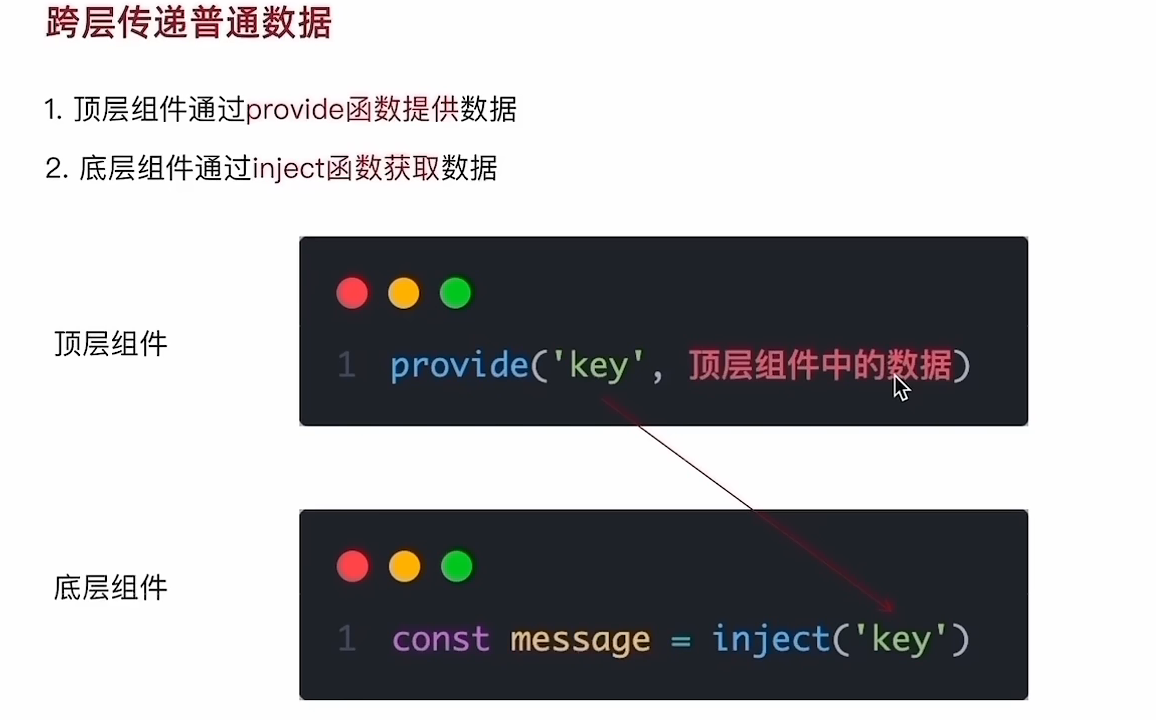 跨层传递普通数据
1. 顶层组件通过provide函数提供数据
2. 底层组件通过inject函数获取数据
顶层组件
1 provide('key', 顶层组件中的数据)
底层组件
1 const message = inject('key')